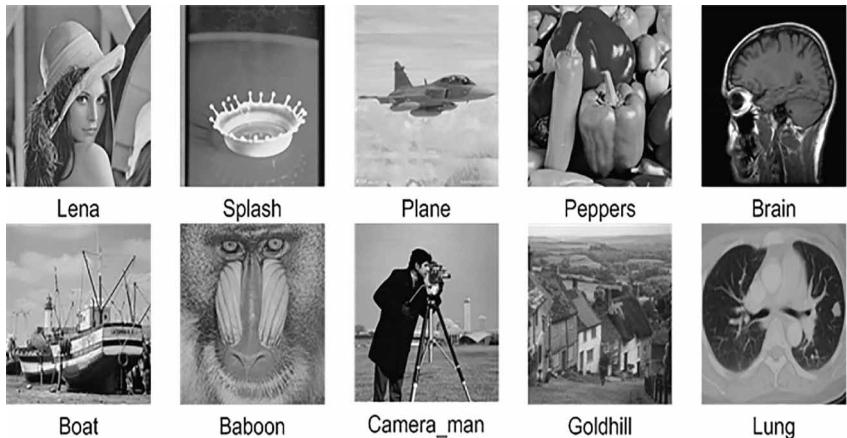 Lena
Splash
Plane
Peppers
Brain
Boat
Baboon
Camera_man
Goldhill
Lung